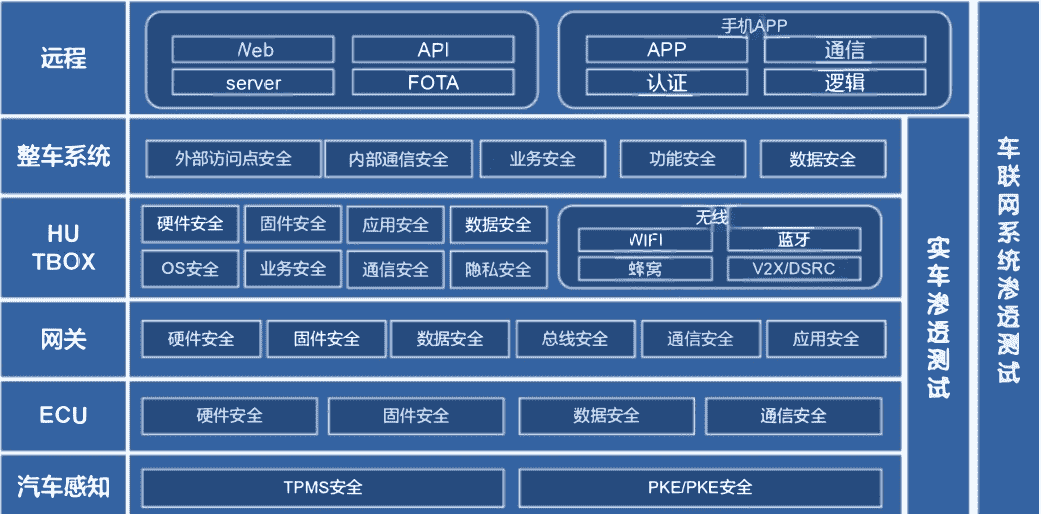 远程
Web
API
server
FOTA
手机APP
APP
通信
认证
逻辑
整车系统
外部访问点安全
内部通信安全
业务安全
功能安全
数据安全
HU
TBOX
硬件安全
固件安全
应用安全
数据安全
OS安全
业务安全
通信安全
隐私安全
无线
WIFI
蓝牙
蜂窝
V2X/DSRC
网关
硬件安全
固件安全
数据安全
总线安全
通信安全
应用安全
ECU
硬件安全
固件安全
数据安全
通信安全
汽车感知
TPMS安全
PKE/PKE安全
实车渗透测试
车联网系统渗透测试